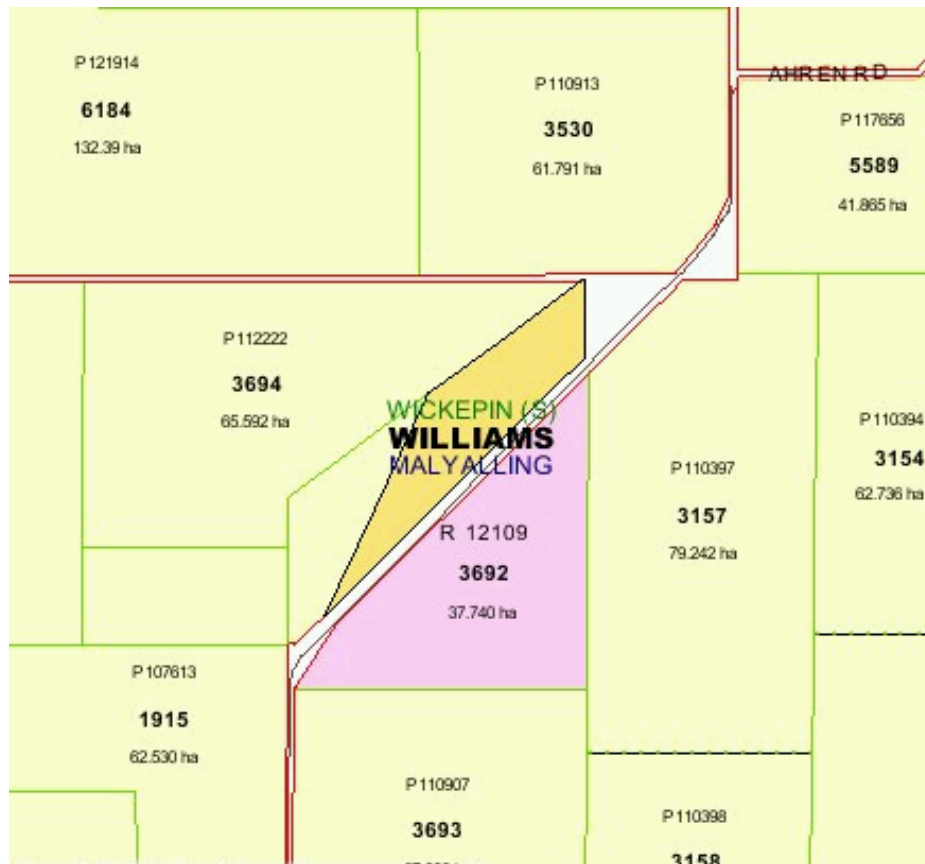 P121914
6184
132.39 ha
P110913
3530
61.791 ha
AHREN RD
P117656
5589
41.865 ha
P112222
3694
65.592 ha
WICKEPIN (S)
WILLIAMS
MALYALLING
P110394
3154
62.736 ha
P110397
3157
79.242 ha
R 12109
3692
37.740 ha
P107613
1915
62.530 ha
P110907
3693
P110398
3158